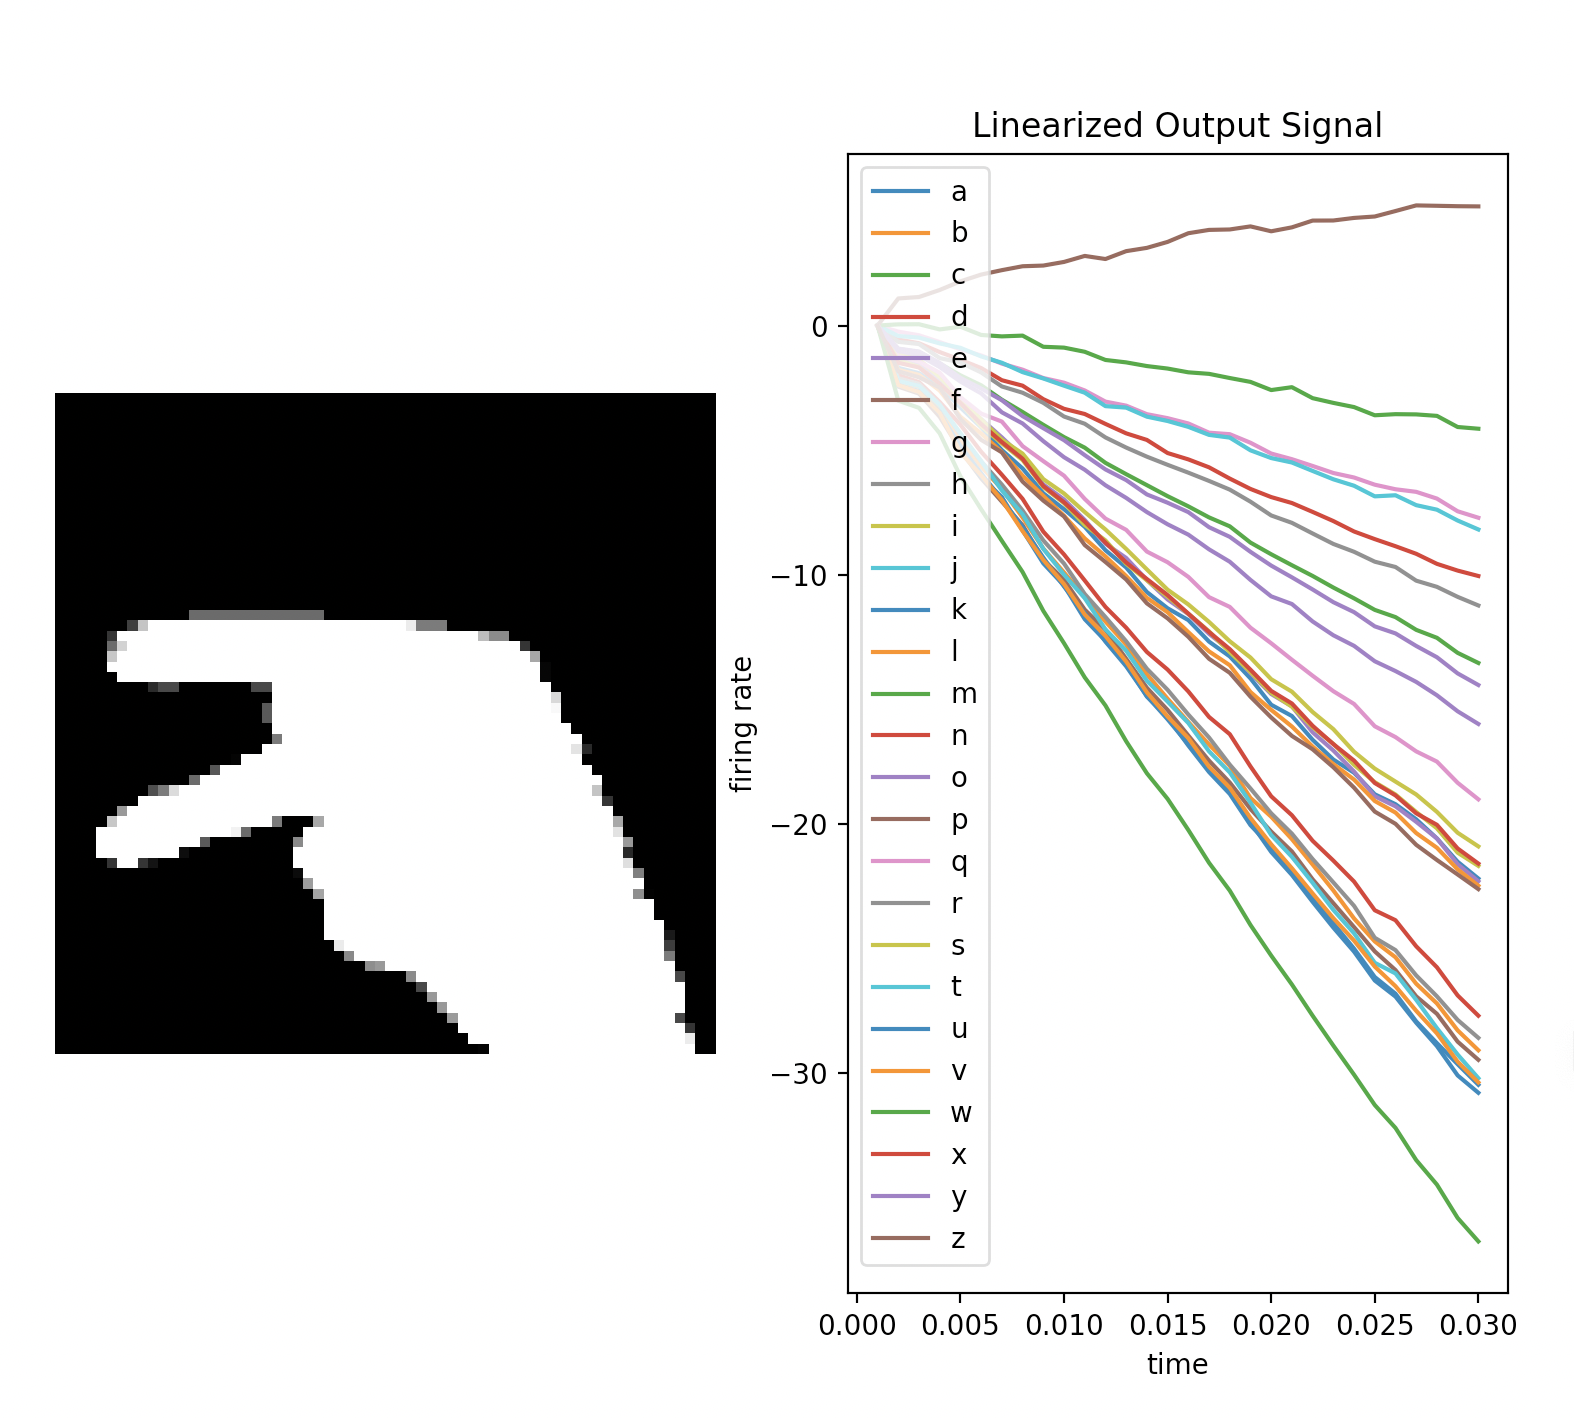 Linearized Output Signal
a
b
c
d
e
f
g
h
i
j
k
l
m
n
o
p
q
r
s
t
u
v
w
x
y
z
firing rate
0
−10
−20
−30
0.000 0.005 0.010 0.015 0.020 0.025 0.030
time